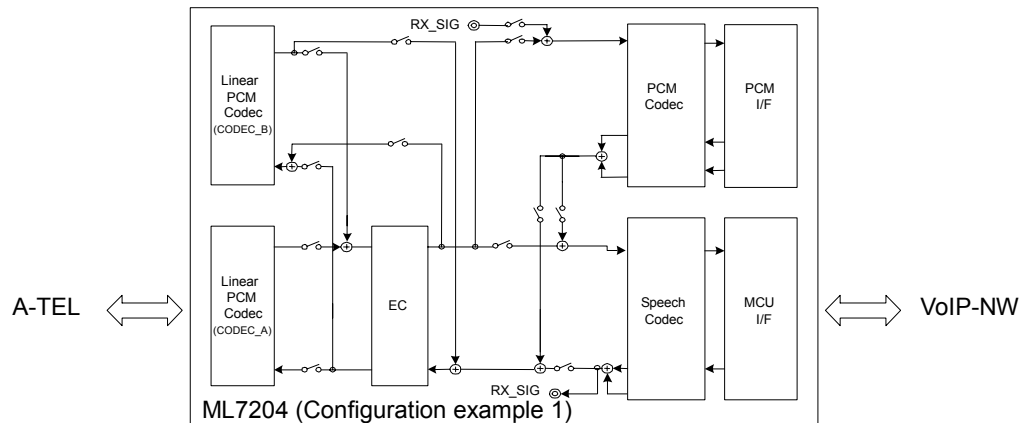 RX_SIG
Linear
PCM
Codec
(CODEC_B)
PCM
Codec
PCM
I/F
A-TEL
Linear
PCM
Codec
(CODEC_A)
EC
Speech
Codec
MCU
I/F
VoIP-NW
RX_SIG
ML7204 (Configuration example 1)